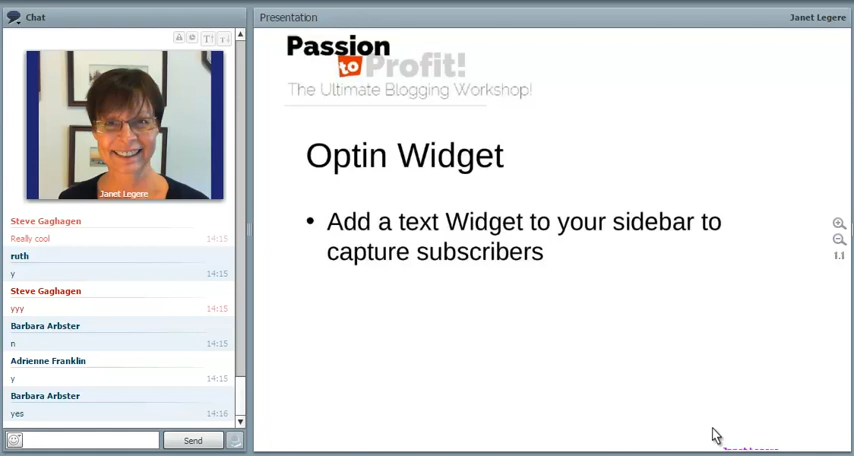 Chat
Presentation
Janet Legere
Janet Legere
Steve Gaghagen
Really cool
14:15
ruth
y
14:15
Steve Gaghagen
yyy
14:15
Barbara Arbster
n
14:15
Adrienne Franklin
y
14:15
Barbara Arbster
yes
14:16
Send
Passion
to Profit!
The Ultimate Blogging Workshop!
Optin Widget
• Add a text Widget to your sidebar to
capture subscribers
1.1
Janet Legere